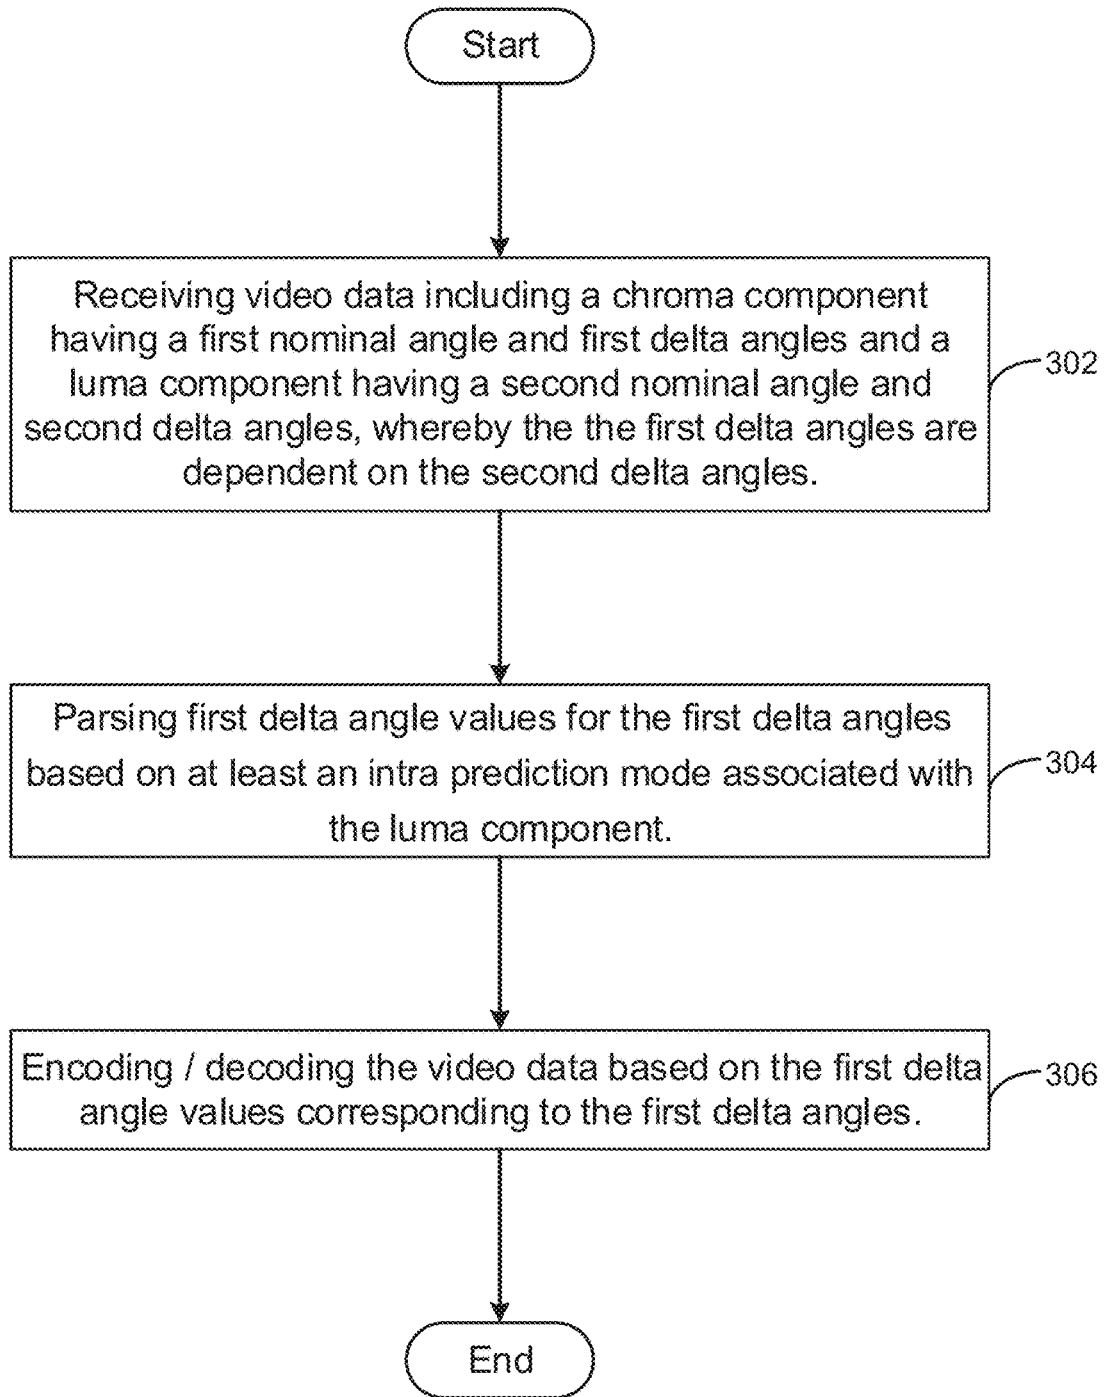 Start
Receiving video data including a chroma component
having a first nominal angle and first delta angles and a
luma component having a second nominal angle and
second delta angles, whereby the the first delta angles are
dependent on the second delta angles.
302
Parsing first delta angle values for the first delta angles
based on at least an intra prediction mode associated with
the luma component.
304
Encoding / decoding the video data based on the first delta
angle values corresponding to the first delta angles.
306
End